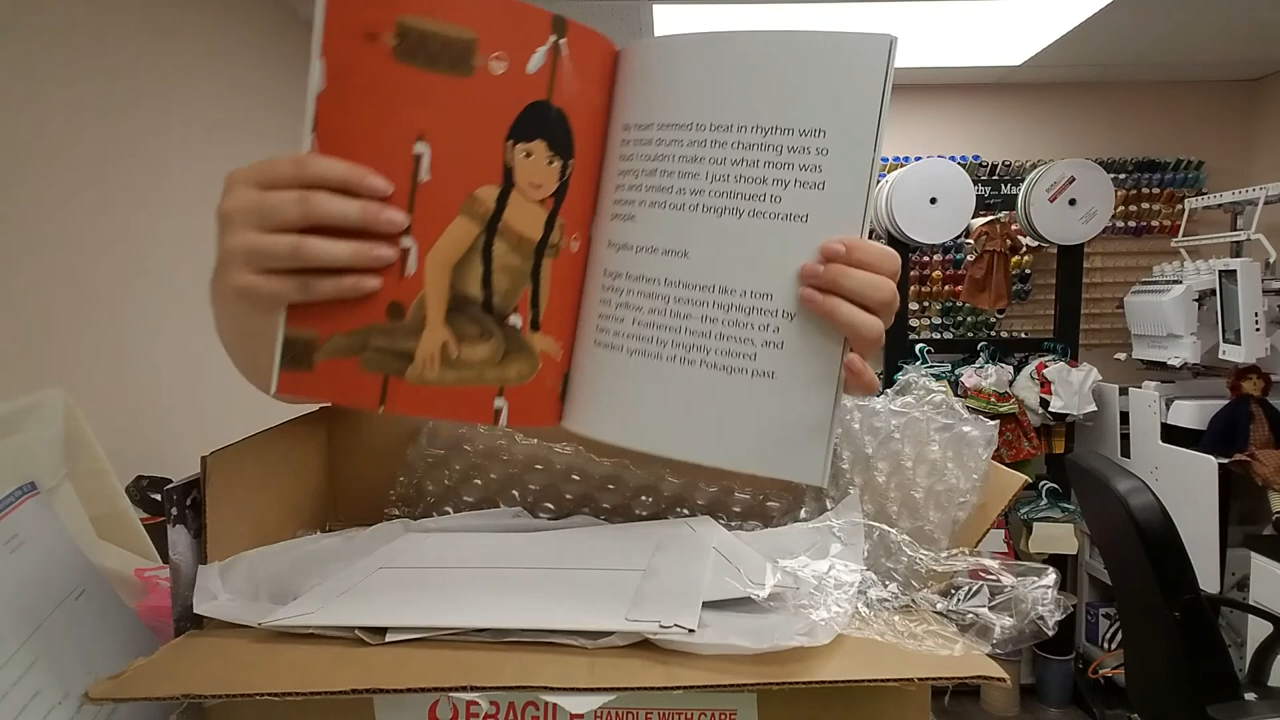 My heart seemed to beat in rhythm with
the tribal drums and the chanting was so
loud I couldn't make out what mom was
saying half the time. I just shook my head
yes and smiled as we continued to
weave in and out of brightly decorated
people.
Regalia pride amok.
Eagle feathers fashioned like a tom
turkey in mating season highlighted by
red, yellow, and blue—the colors of a
warrior. Feathered head dresses, and
fans accented by brightly colored
beaded symbols of the Pokagon past.
thy... Mad
FRAGILE HANDLE WITH CARE